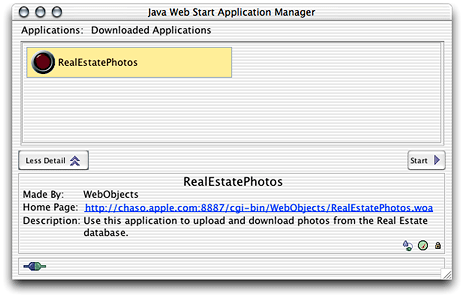 Java Web Start Application Manager
Applications: Downloaded Applications
RealEstatePhotos
Less Detail
Start
RealEstatePhotos
Made By: WebObjects
Home Page: http://chaso.apple.com:8887/cgi-bin/WebObjects/RealEstatePhotos.woa
Description: Use this application to upload and download photos from the Real Estate
database.